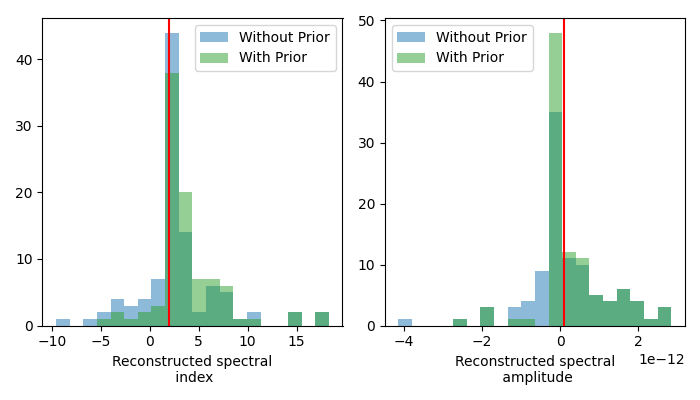 Without Prior
With Prior
40
30
20
10
0
−10
−5
0
5
10
15
Reconstructed spectral
index
Without Prior
With Prior
50
40
30
20
10
0
−4
−2
0
2
1e−12
Reconstructed spectral
amplitude